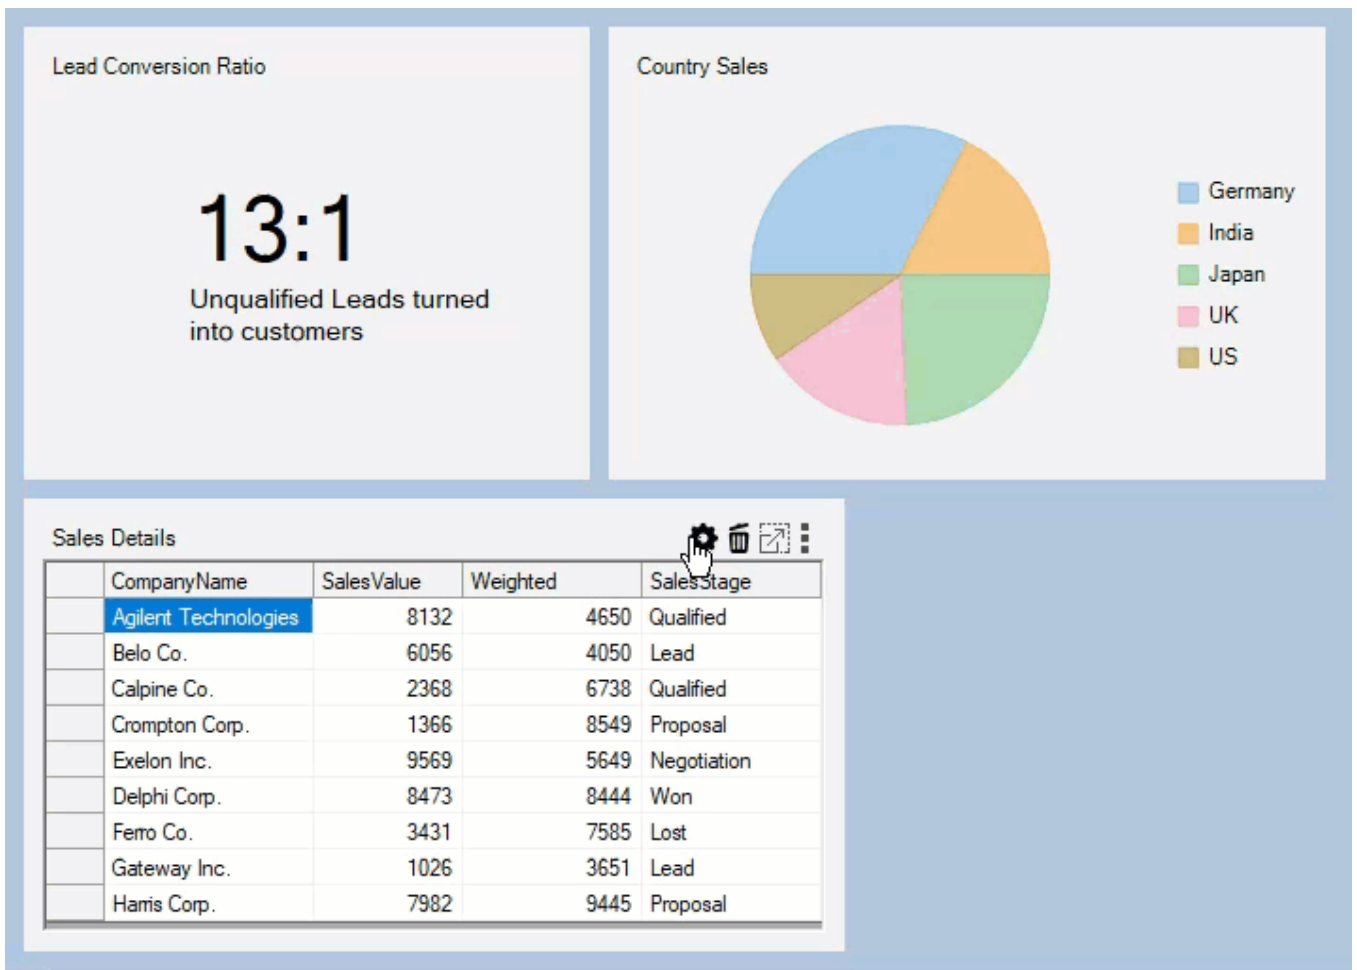 Lead Conversion Ratio
13:1
Unqualified Leads turned
into customers
Country Sales
Germany
India
Japan
UK
US
Sales Details
CompanyName SalesValue Weighted SalesStage
Agilent Technologies 8132 4650 Qualified
Belo Co. 6056 4050 Lead
Calpine Co. 2368 6738 Qualified
Crompton Corp. 1366 8549 Proposal
Exelon Inc. 9569 5649 Negotiation
Delphi Corp. 8473 8444 Won
Ferro Co. 3431 7585 Lost
Gateway Inc. 1026 3651 Lead
Harris Corp. 7982 9445 Proposal